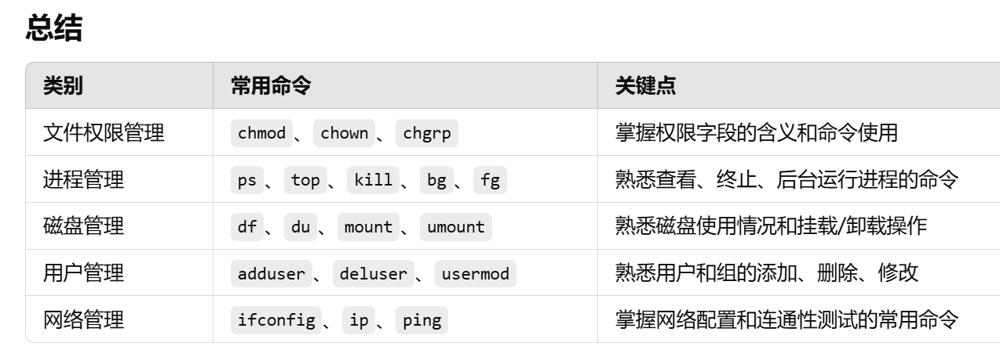 总结
类别 常用命令 关键点
文件权限管理 chmod、chown、chgrp 掌握权限字段的含义和命令使用
进程管理 ps、top、kill、bg、fg 熟悉查看、终止、后台运行进程的命令
磁盘管理 df、du、mount、umount 熟悉磁盘使用情况和挂载/卸载操作
用户管理 adduser、deluser、usermod 熟悉用户和组的添加、删除、修改
网络管理 ifconfig、ip、ping 掌握网络配置和连通性测试的常用命令